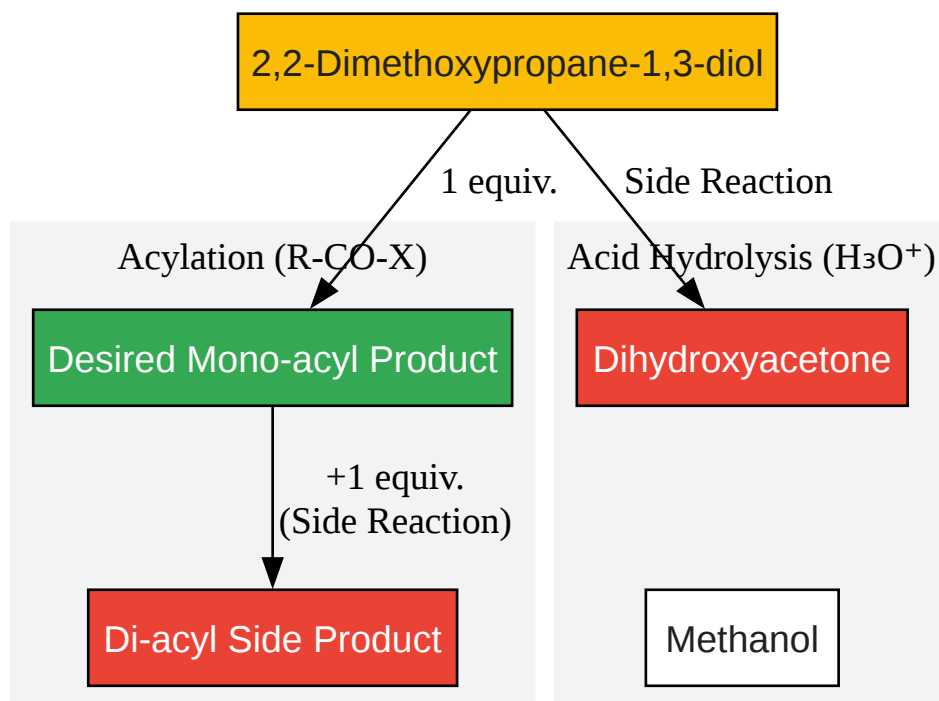 2,2-Dimethoxypropane-1,3-diol
1 equiv.
Side Reaction
Acylation (R-CO-X)
Acid Hydrolysis (H₃O⁺)
Desired Mono-acyl Product
Dihydroxyacetone
+1 equiv.
(Side Reaction)
Di-acyl Side Product
Methanol